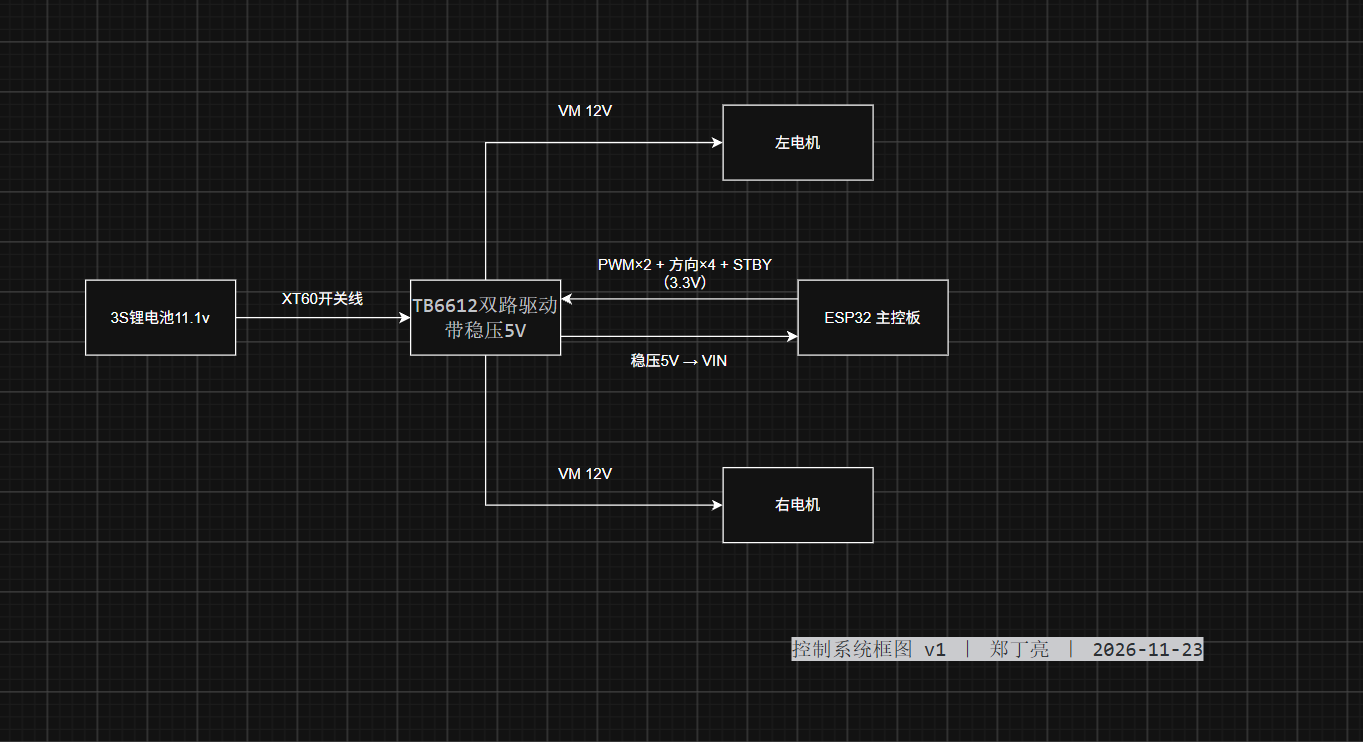 VM 12V
左电机
PWM×2 + 方向×4 + STBY
（3.3V）
XT60开关线
3S锂电池11.1v
TB6612双路驱动
带稳压5V
ESP32 主控板
稳压5V → VIN
VM 12V
右电机
控制系统框图 v1 | 郑丁亮 | 2026-11-23